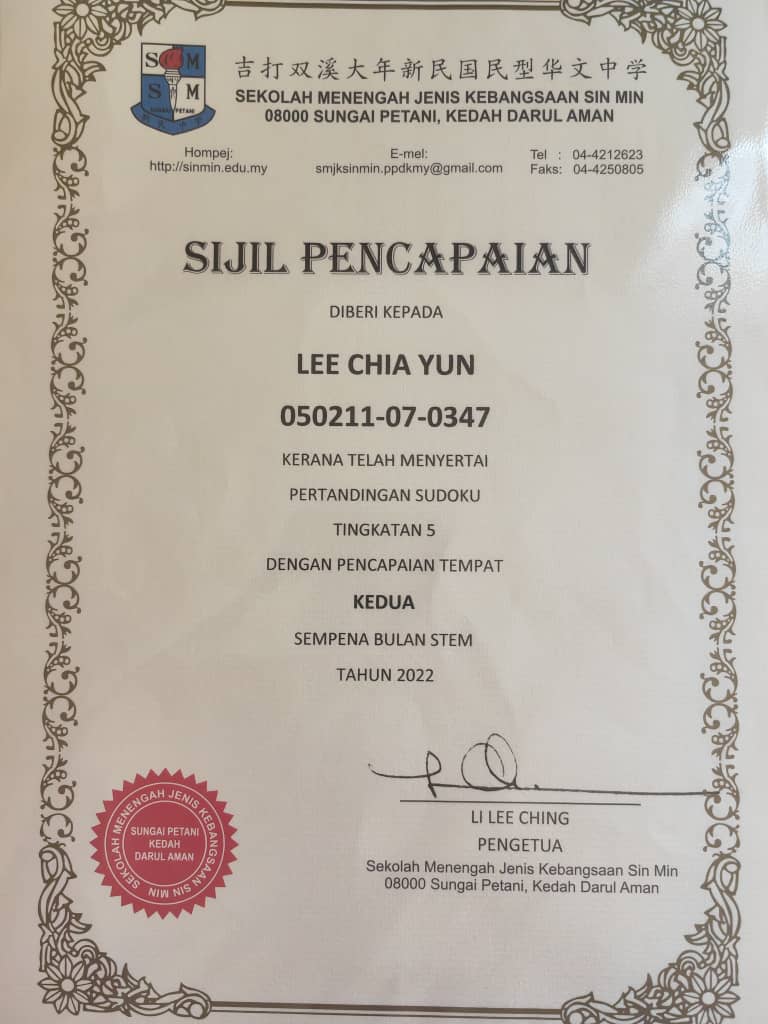 S M
S M
SUNGAI PETANI
新民中学
吉打双溪大年新民国民型华文中学
SEKOLAH MENENGAH JENIS KEBANGSAAN SIN MIN
08000 SUNGAI PETANI, KEDAH DARUL AMAN
Hompej:
http://sinmin.edu.my
E-mel:
smjksinmin.ppdkmy@gmail.com
Tel : 04-4212623
Faks: 04-4250805
SIJIL PENCAPAIAN
DIBERI KEPADA
LEE CHIA YUN
050211-07-0347
KERANA TELAH MENYERTAI
PERTANDINGAN SUDOKU
TINGKATAN 5
DENGAN PENCAPAIAN TEMPAT
KEDUA
SEMPENA BULAN STEM
TAHUN 2022
SEKOLAH MENENGAH JENIS KEBANGSAAN SIN MIN
SUNGAI PETANI
KEDAH
DARUL AMAN
LI LEE CHING
PENGETUA
Sekolah Menengah Jenis Kebangsaan Sin Min
08000 Sungai Petani, Kedah Darul Aman